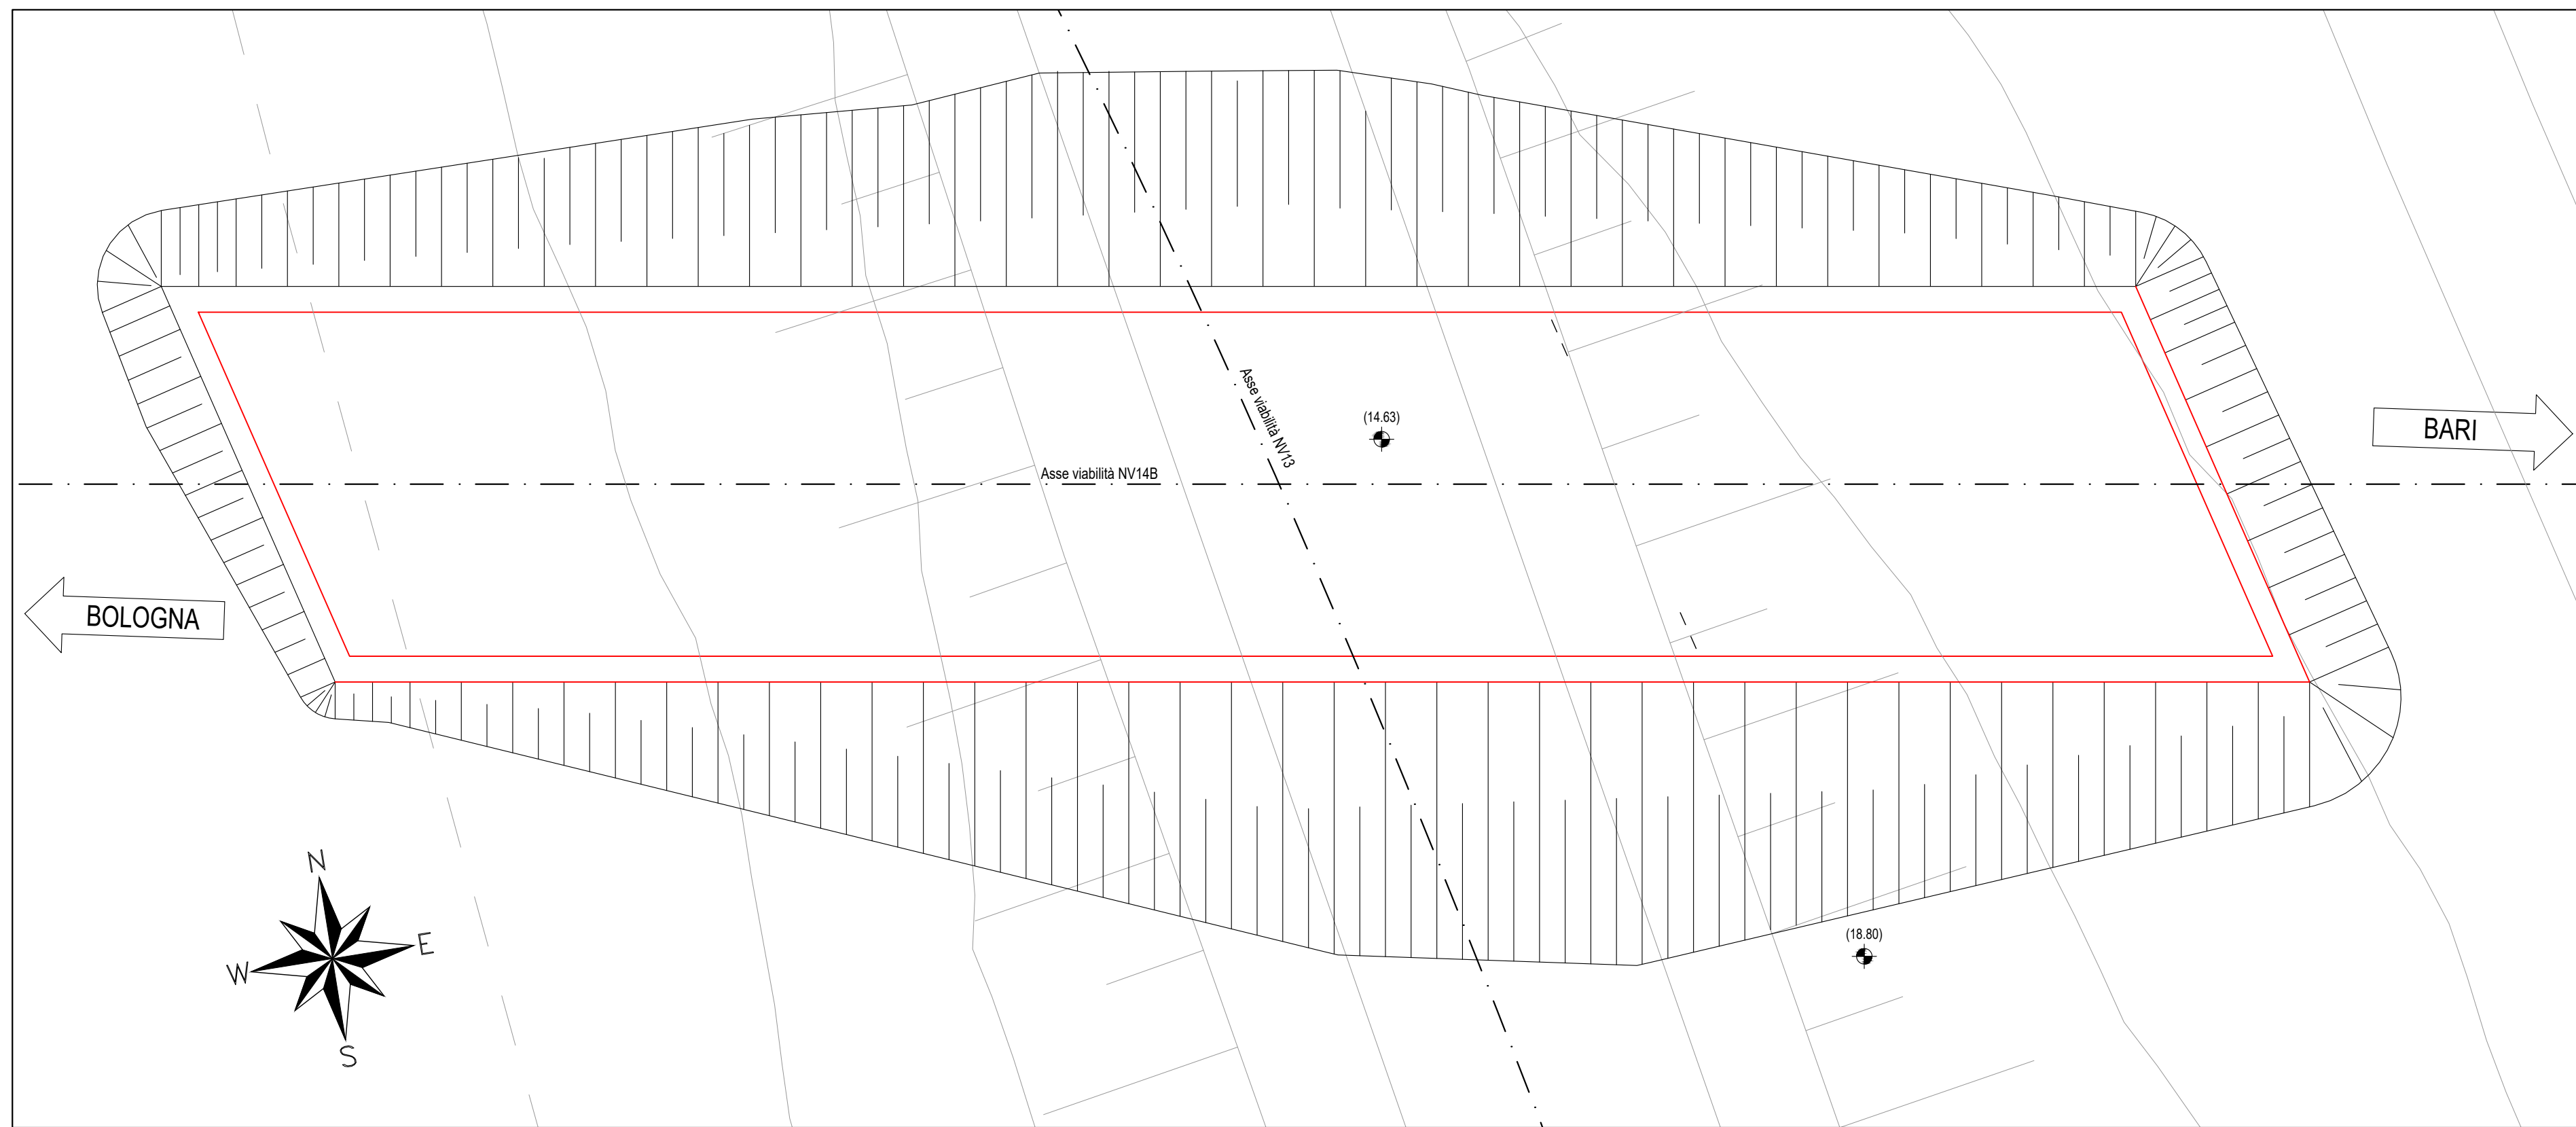 Asse viabilità NV13
(14.63)
BARI
Asse viabilità NV14B
BOLOGNA
N
E
W
S
(18.80)